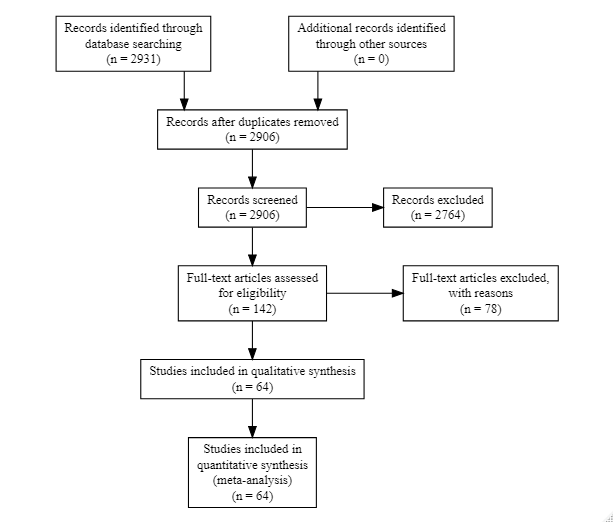 Records identified through
database searching
(n = 2931)
Additional records identified
through other sources
(n = 0)
Records after duplicates removed
(n = 2906)
Records screened
(n = 2906)
Records excluded
(n = 2764)
Full-text articles assessed
for eligibility
(n = 142)
Full-text articles excluded,
with reasons
(n = 78)
Studies included in qualitative synthesis
(n = 64)
Studies included in
quantitative synthesis
(meta-analysis)
(n = 64)